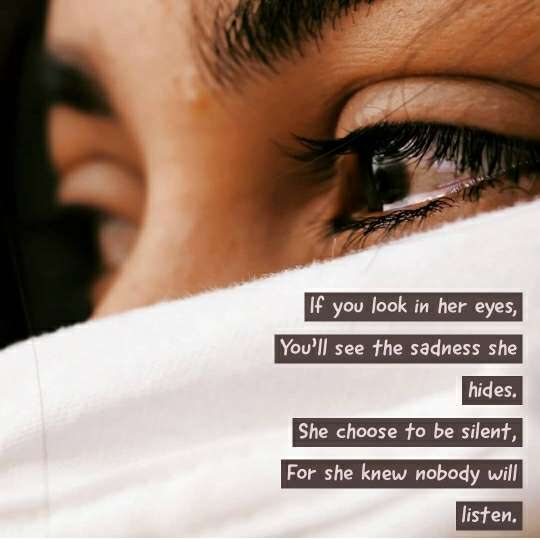 If you look in her eyes,
You'll see the sadness she
hides.
She choose to be silent,
For she knew nobody will
listen.